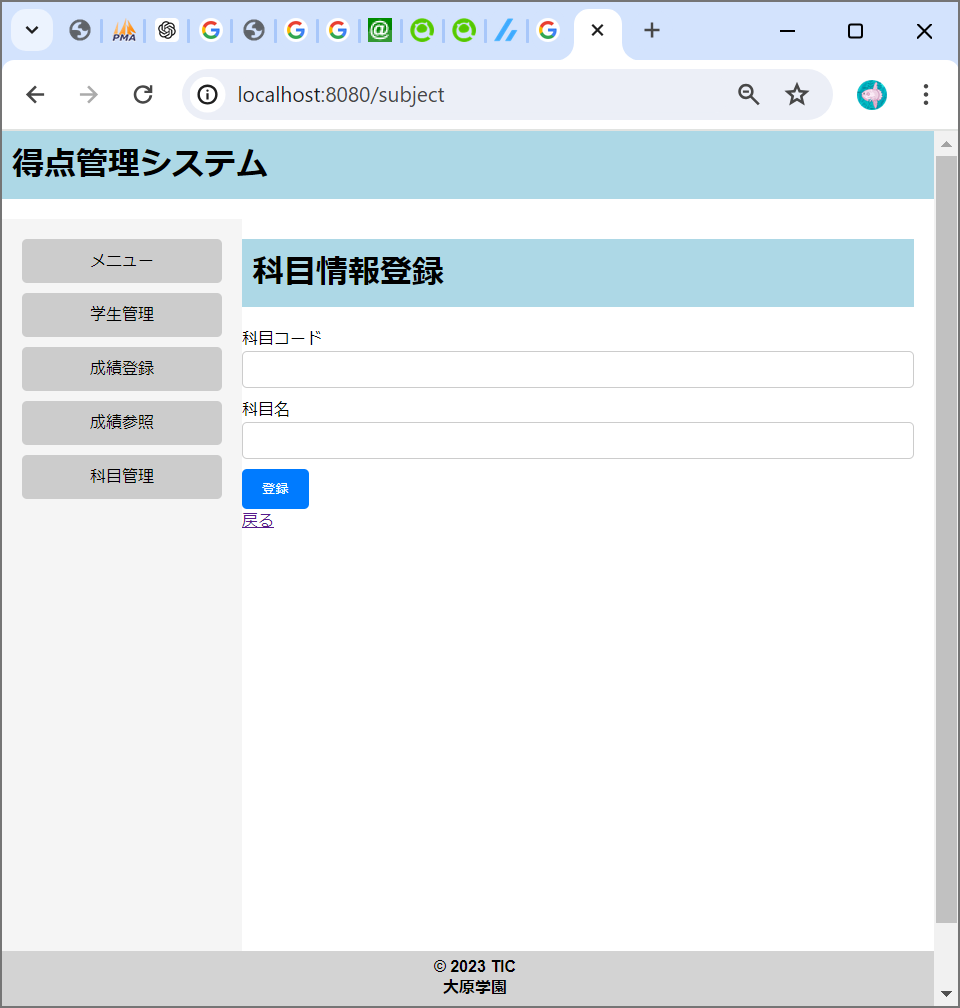 PMA
localhost:8080/subject
得点管理システム
メニュー
学生管理
成績登録
成績参照
科目管理
科目情報登録
科目コード
科目名
登録
戻る
© 2023 TIC
大原学園